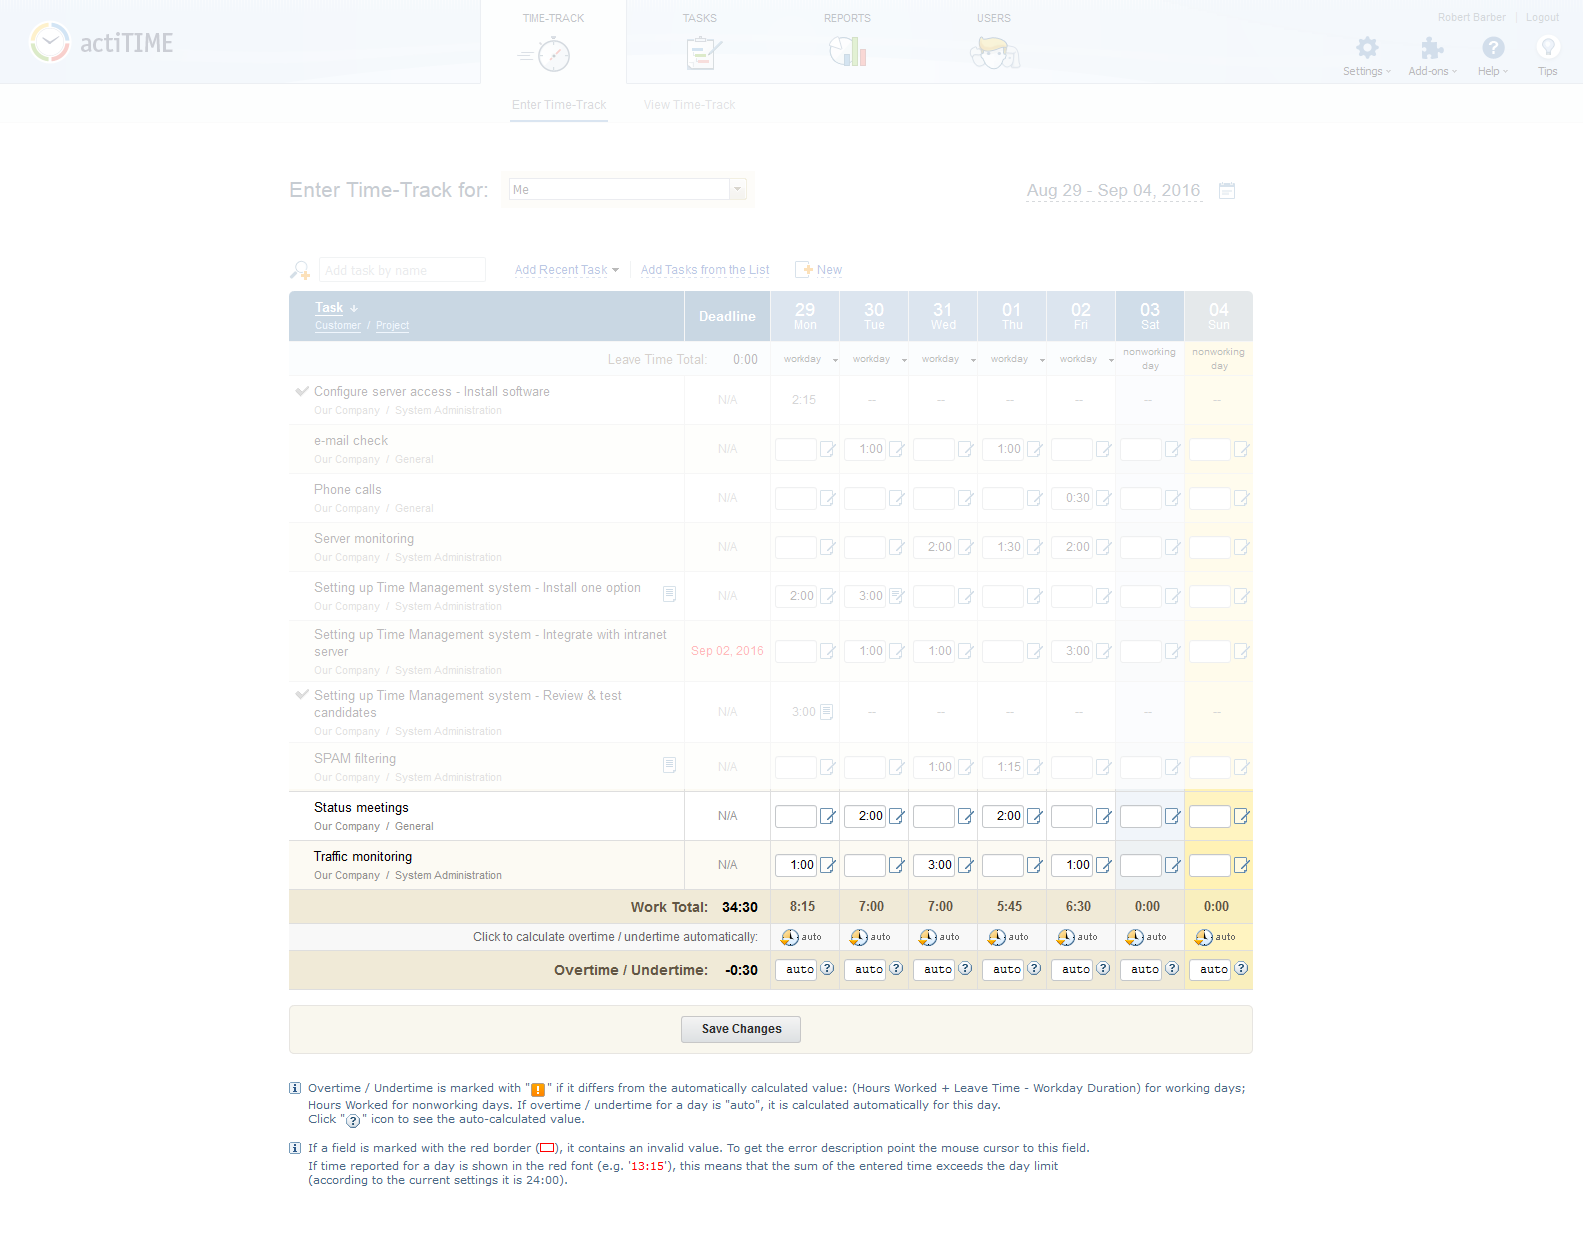 actiTIME
TIME-TRACK
TASKS
REPORTS
USERS
Robert Barber
Logout
Settings
Add-ons
Help
Tips
Enter Time-Track
View Time-Track
Enter Time-Track for: Me
Aug 29 - Sep 04, 2016
Add task by name
Add Recent Task
Add Tasks from the List
New
Task Deadline 29 30 31 01 02 03 04
Customer / Project Mon Tue Wed Thu Fri Sat Sun
Leave Time Total: 0:00 workday workday workday workday workday nonworking day nonworking day
Configure server access - Install software N/A 2:15 -- -- -- -- -- --
Our Company / System Administration
e-mail check N/A 1:00 1:00
Our Company / General
Phone calls N/A 0:30
Our Company / General
Server monitoring N/A 2:00 1:30 2:00
Our Company / System Administration
Setting up Time Management system - Install one option N/A 2:00 3:00
Our Company / System Administration
Setting up Time Management system - Integrate with intranet
server Sep 02, 2016 1:00 1:00 3:00
Our Company / System Administration
Setting up Time Management system - Review & test
candidates N/A 3:00 -- -- -- -- -- --
Our Company / System Administration
SPAM filtering N/A 1:00 1:15
Our Company / System Administration
Status meetings N/A 2:00 2:00
Our Company / General
Traffic monitoring N/A 1:00 3:00 1:00
Our Company / System Administration
Work Total: 34:30 8:15 7:00 7:00 5:45 6:30 0:00 0:00
Click to calculate overtime / undertime automatically: auto auto auto auto auto auto auto
Overtime / Undertime: -0:30 auto auto auto auto auto auto auto
Save Changes
Overtime / Undertime is marked with "!" if it differs from the automatically calculated value: (Hours Worked + Leave Time - Workday Duration) for working days;
Hours Worked for nonworking days. If overtime / undertime for a day is "auto", it is calculated automatically for this day.
Click "?" icon to see the auto-calculated value.
If a field is marked with the red border ( ), it contains an invalid value. To get the error description point the mouse cursor to this field.
If time reported for a day is shown in the red font (e.g. '13:15'), this means that the sum of the entered time exceeds the day limit
(according to the current settings it is 24:00).